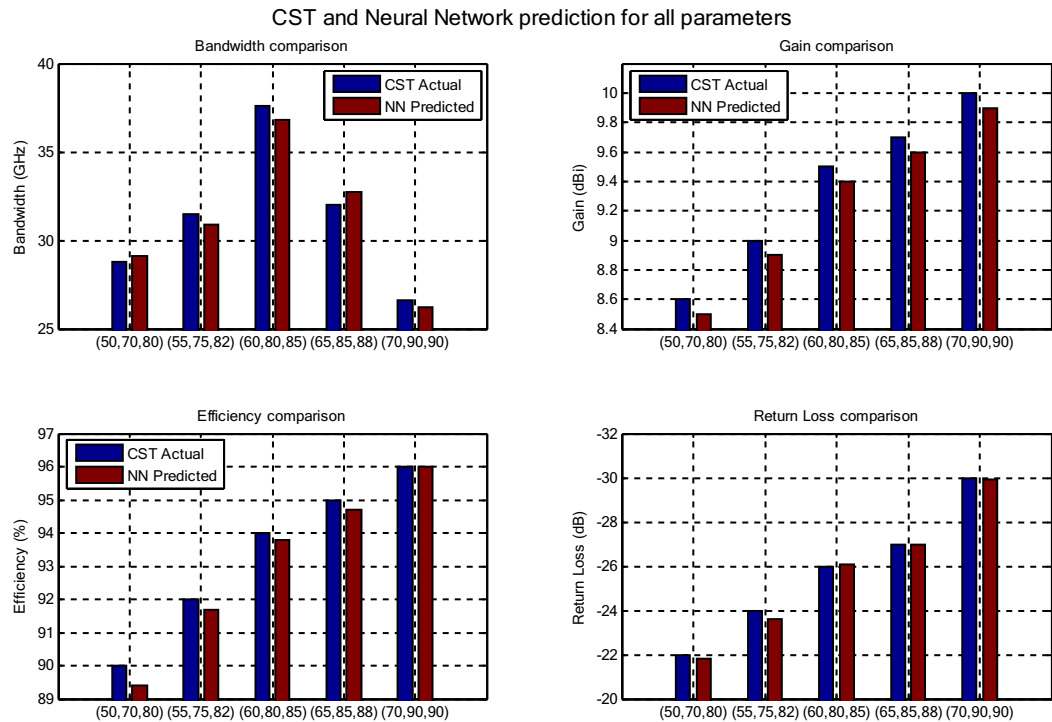 CST and Neural Network prediction for all parameters
Bandwidth comparison
40
35
30
25
Bandwidth (GHz)
CST Actual
NN Predicted
(50,70,80) (55,75,82) (60,80,85) (65,85,88) (70,90,90)
Gain comparison
10
9.8
9.6
9.4
9.2
9
8.8
8.6
8.4
Gain (dBi)
CST Actual
NN Predicted
(50,70,80) (55,75,82) (60,80,85) (65,85,88) (70,90,90)
Efficiency comparison
97
96
95
94
93
92
91
90
89
Efficiency (%)
CST Actual
NN Predicted
(50,70,80) (55,75,82) (60,80,85) (65,85,88) (70,90,90)
Return Loss comparison
-32
-30
-28
-26
-24
-22
-20
Return Loss (dB)
(50,70,80) (55,75,82) (60,80,85) (65,85,88) (70,90,90)